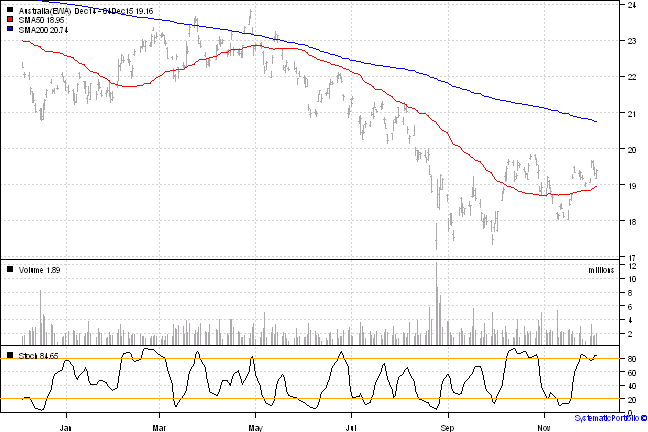 Australia(EWA) Dec14 - 04Dec15 19.16
SMA50 18.95
SMA200 20.74
24
23
22
21
20
19
18
17
Volume 1.89
millions
12
10
8
6
4
2
Stoch 84.65
80
60
40
20
0
Jan Mar May Jul Sep Nov
SystematicPortfolio ©